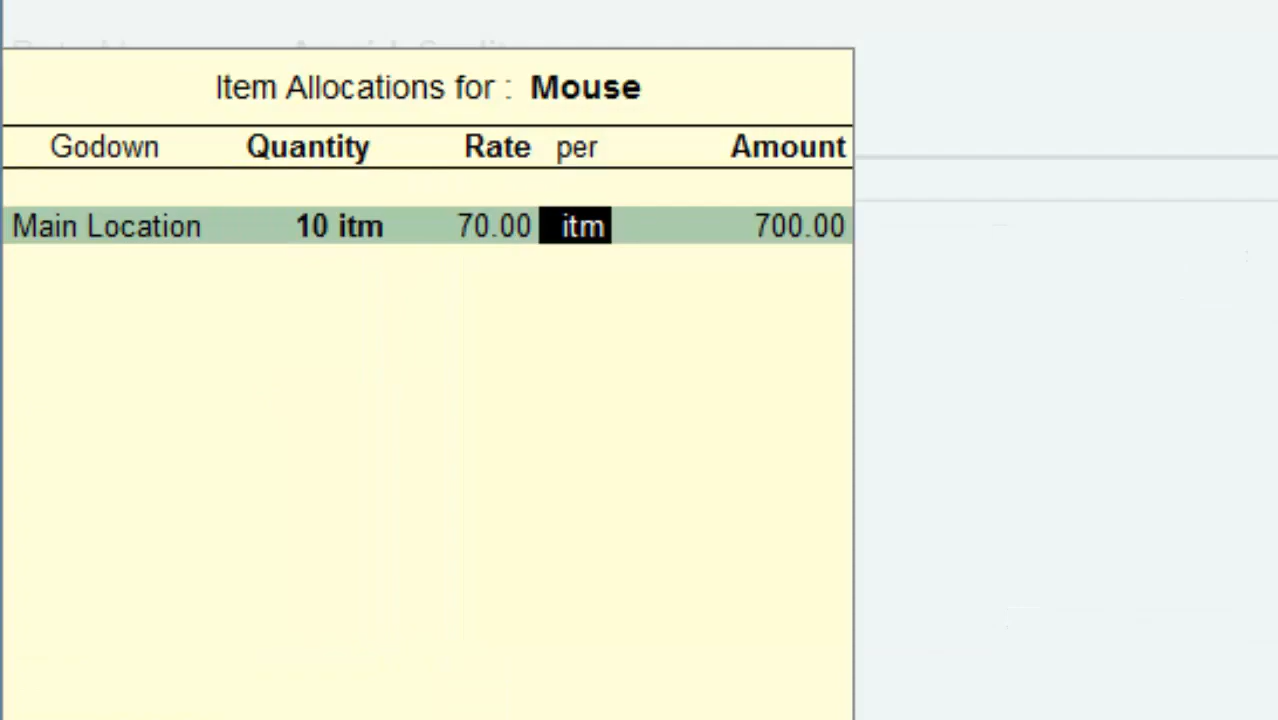 Item Allocations for : Mouse
Godown Quantity Rate per Amount
Main Location 10 itm 70.00 itm 700.00